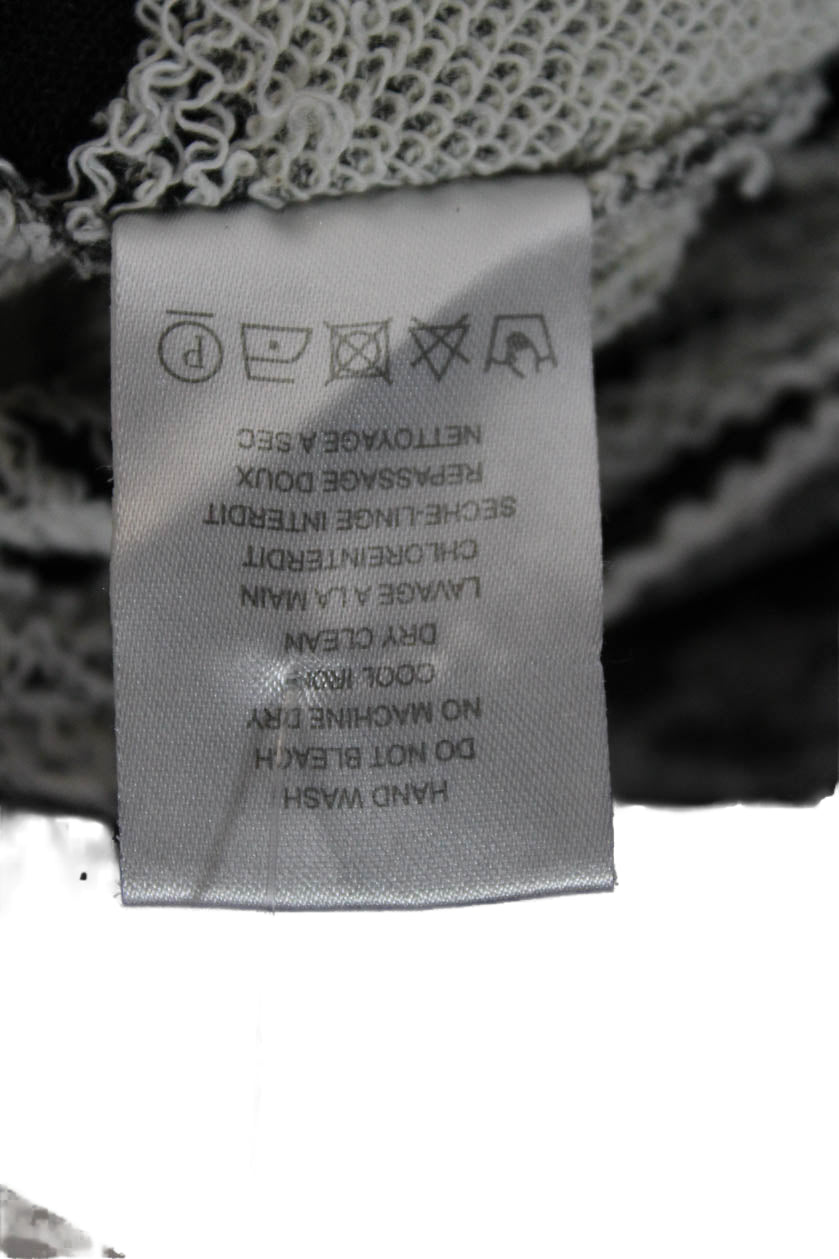 HAND WASH
DO NOT BLEACH
NO MACHINE DRY
COOL IRON
DRY CLEAN
LAVAGE A LA MAIN
CHLOREINTERDIT
SECHE-LINGE INTERDIT
REPASSAGE DOUX
NETTOYAGE A SEC
P